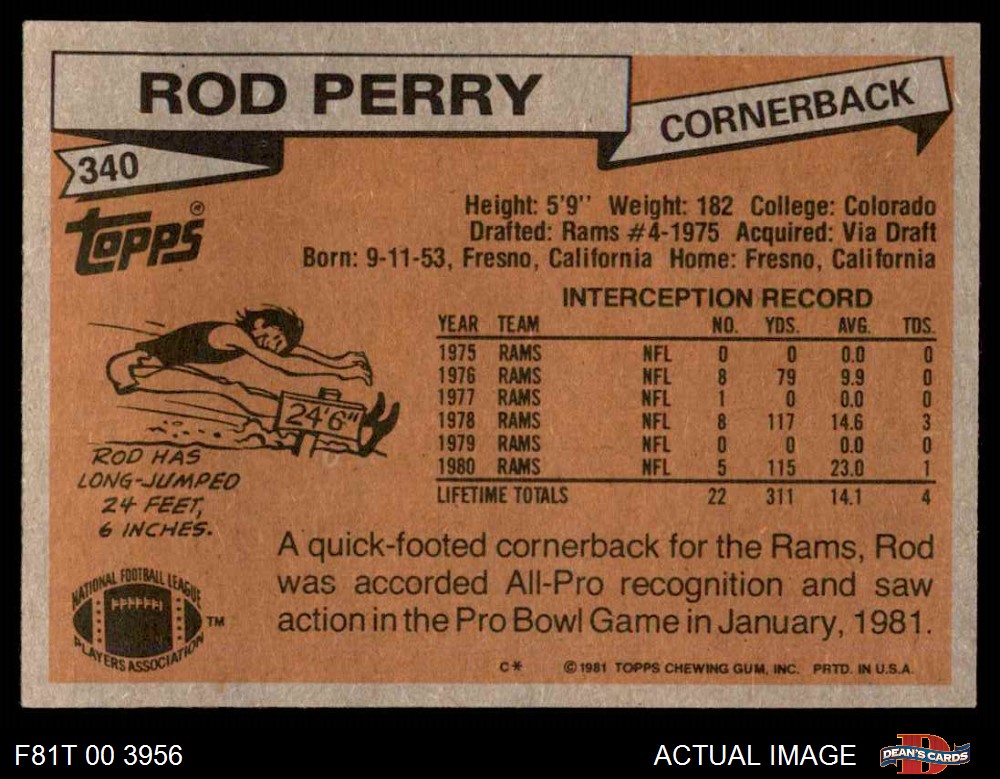 ROD PERRY
CORNERBACK
340
TOPPS®
Height: 5'9'' Weight: 182 College: Colorado
Drafted: Rams #4-1975 Acquired: Via Draft
Born: 9-11-53, Fresno, California Home: Fresno, California
INTERCEPTION RECORD
YEAR TEAM NO. YDS. AVG. TDS.
1975 RAMS NFL 0 0 0.0 0
1976 RAMS NFL 8 79 9.9 0
1977 RAMS NFL 1 0 0.0 0
1978 RAMS NFL 8 117 14.6 3
1979 RAMS NFL 0 0 0.0 0
1980 RAMS NFL 5 115 23.0 1
LIFETIME TOTALS 22 311 14.1 4
24'6"
ROD HAS
LONG-JUMPED
24 FEET,
6 INCHES.
A quick-footed cornerback for the Rams, Rod
was accorded All-Pro recognition and saw
action in the Pro Bowl Game in January, 1981.
NATIONAL FOOTBALL LEAGUE
PLAYERS ASSOCIATION
TM
C* © 1981 TOPPS CHEWING GUM, INC. PRTD. IN U.S.A.
F81T 00 3956
ACTUAL IMAGE
DEAN'S CARDS